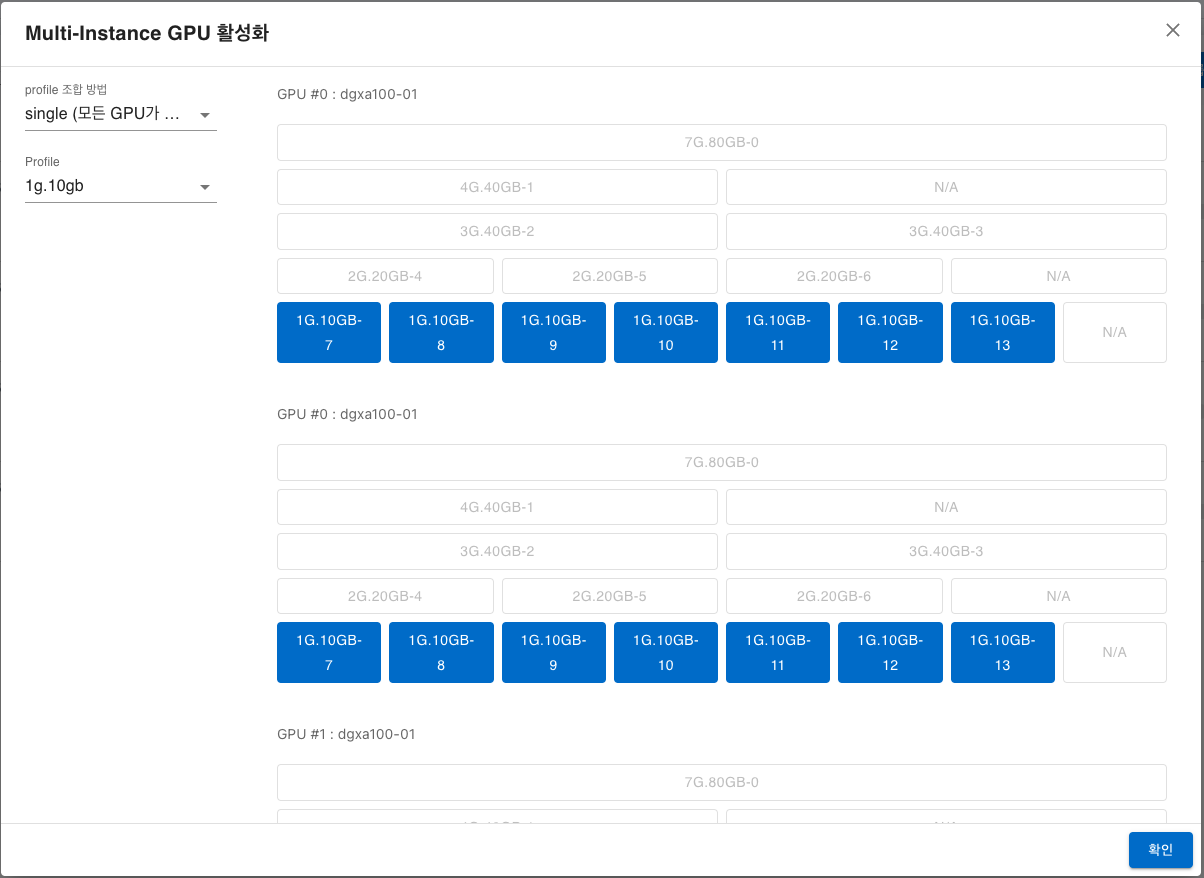 Multi-Instance GPU 활성화
profile 조합 방법
single (모든 GPU가 ...
Profile
1g.10gb
GPU #0 : dgxa100-01
7G.80GB-0
4G.40GB-1 N/A
3G.40GB-2 3G.40GB-3
2G.20GB-4 2G.20GB-5 2G.20GB-6 N/A
1G.10GB-7 1G.10GB-8 1G.10GB-9 1G.10GB-10 1G.10GB-11 1G.10GB-12 1G.10GB-13 N/A
GPU #0 : dgxa100-01
7G.80GB-0
4G.40GB-1 N/A
3G.40GB-2 3G.40GB-3
2G.20GB-4 2G.20GB-5 2G.20GB-6 N/A
1G.10GB-7 1G.10GB-8 1G.10GB-9 1G.10GB-10 1G.10GB-11 1G.10GB-12 1G.10GB-13 N/A
GPU #1 : dgxa100-01
7G.80GB-0
확인